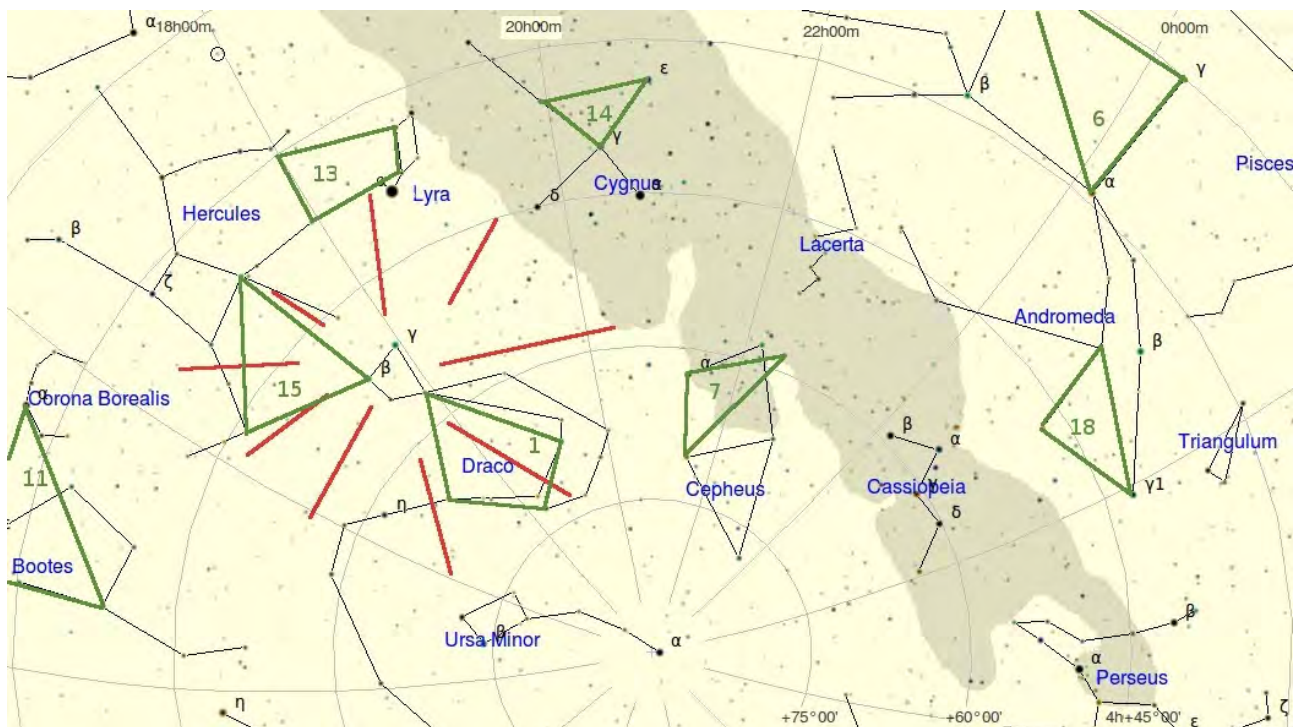 α
18h00m
20h00m
22h00m
0h00m
ε
γ
β
14
6
γ
13
Pisces
α
Lyra
Cygnus
α
α
δ
Hercules
β
Lacerta
ζ
Andromeda
γ
β
β
α
7
15
Corona Borealis
α
18
1
β
α
Triangulum
Draco
11
Cepheus
Cassiopeia
γ
γ1
η
δ
Bootes
Ursa Minor
β
α
β
α
Perseus
η
+75°00'
+60°00'
4h+45°00'
ε
ζ